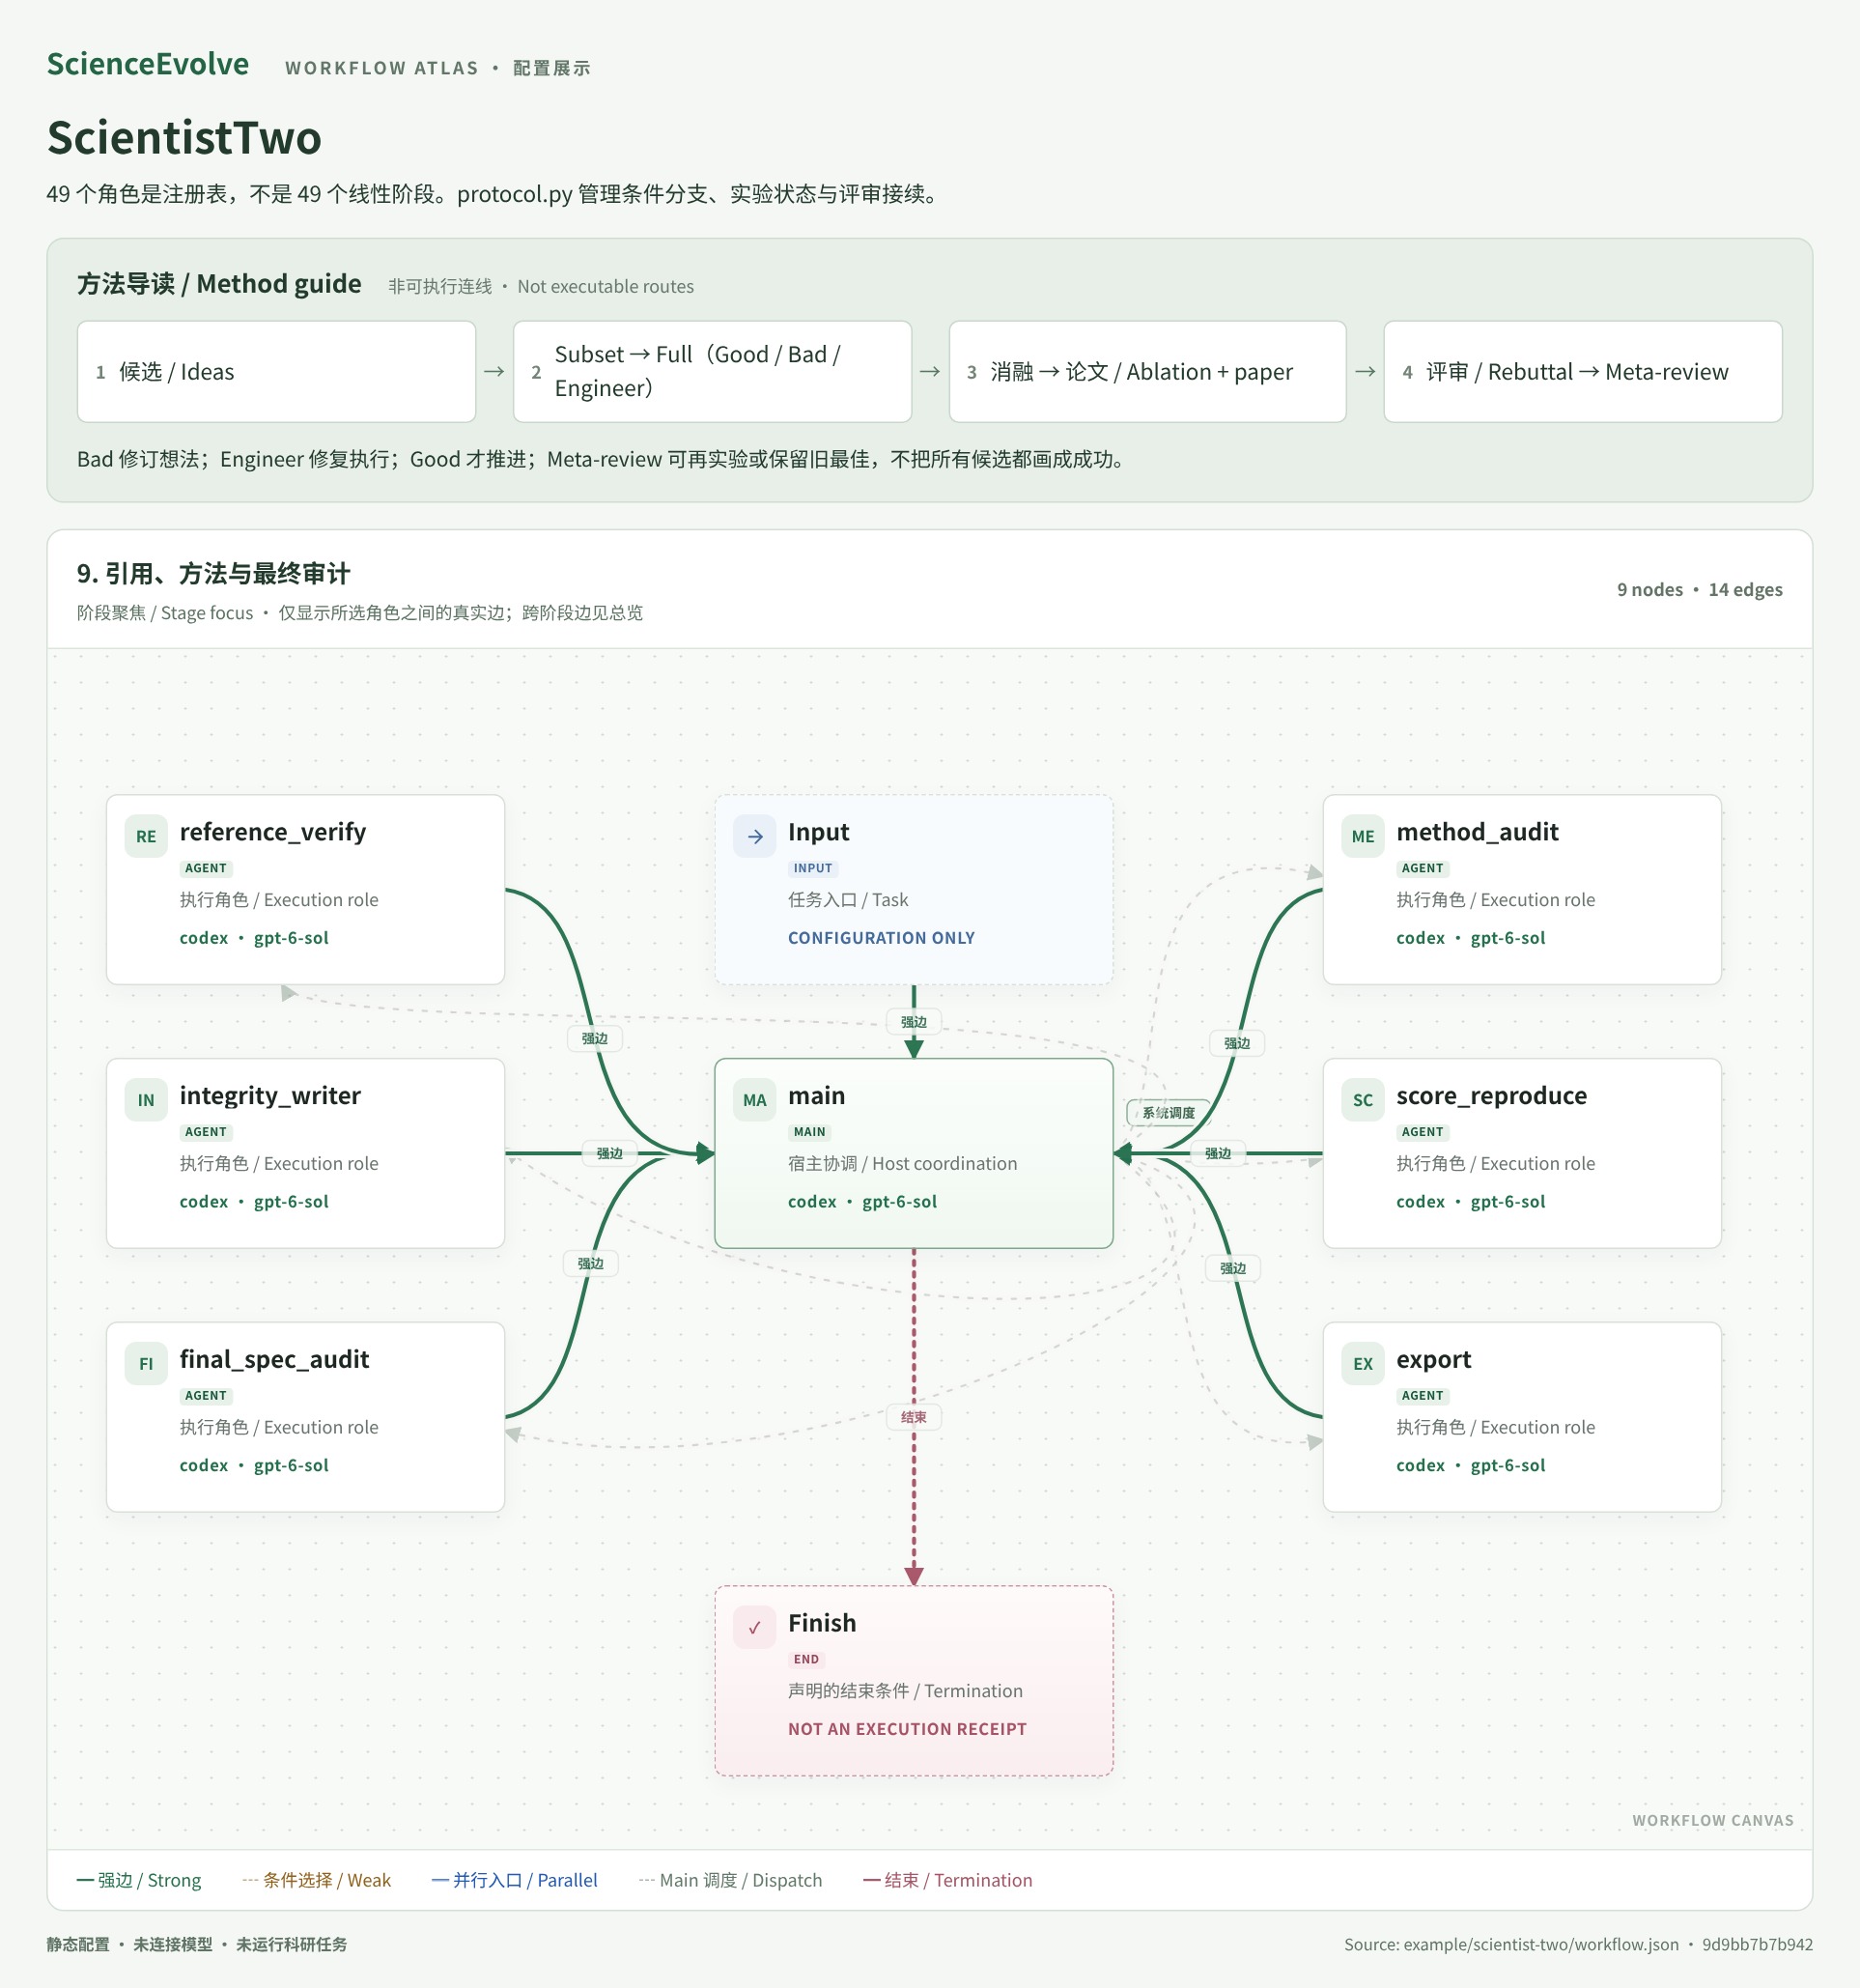 ScienceEvolve WORKFLOW ATLAS • 配置展示
ScientistTwo
49 个角色是注册表，不是 49 个线性阶段。protocol.py 管理条件分支、实验状态与评审接续。
方法导读 / Method guide 非可执行连线 • Not executable routes
1 候选 / Ideas
→
2 Subset → Full（Good / Bad /
Engineer）
→
3 消融 → 论文 / Ablation + paper
→
4 评审 / Rebuttal → Meta-review
Bad 修订想法；Engineer 修复执行；Good 才推进；Meta-review 可再实验或保留旧最佳，不把所有候选都画成成功。
9. 引用、方法与最终审计
阶段聚焦 / Stage focus • 仅显示所选角色之间的真实边；跨阶段边见总览
9 nodes • 14 edges
RE reference_verify
AGENT
执行角色 / Execution role
codex • gpt-6-sol
→ Input
INPUT
任务入口 / Task
CONFIGURATION ONLY
ME method_audit
AGENT
执行角色 / Execution role
codex • gpt-6-sol
强边
强边
强边
IN integrity_writer
AGENT
执行角色 / Execution role
codex • gpt-6-sol
强边
MA main
MAIN
宿主协调 / Host coordination
codex • gpt-6-sol
系统调度
强边
SC score_reproduce
AGENT
执行角色 / Execution role
codex • gpt-6-sol
强边
强边
FI final_spec_audit
AGENT
执行角色 / Execution role
codex • gpt-6-sol
结束
EX export
AGENT
执行角色 / Execution role
codex • gpt-6-sol
✓ Finish
END
声明的结束条件 / Termination
NOT AN EXECUTION RECEIPT
WORKFLOW CANVAS
强边 / Strong 条件选择 / Weak 并行入口 / Parallel Main 调度 / Dispatch 结束 / Termination
静态配置 • 未连接模型 • 未运行科研任务
Source: example/scientist-two/workflow.json • 9d9bb7b7b942